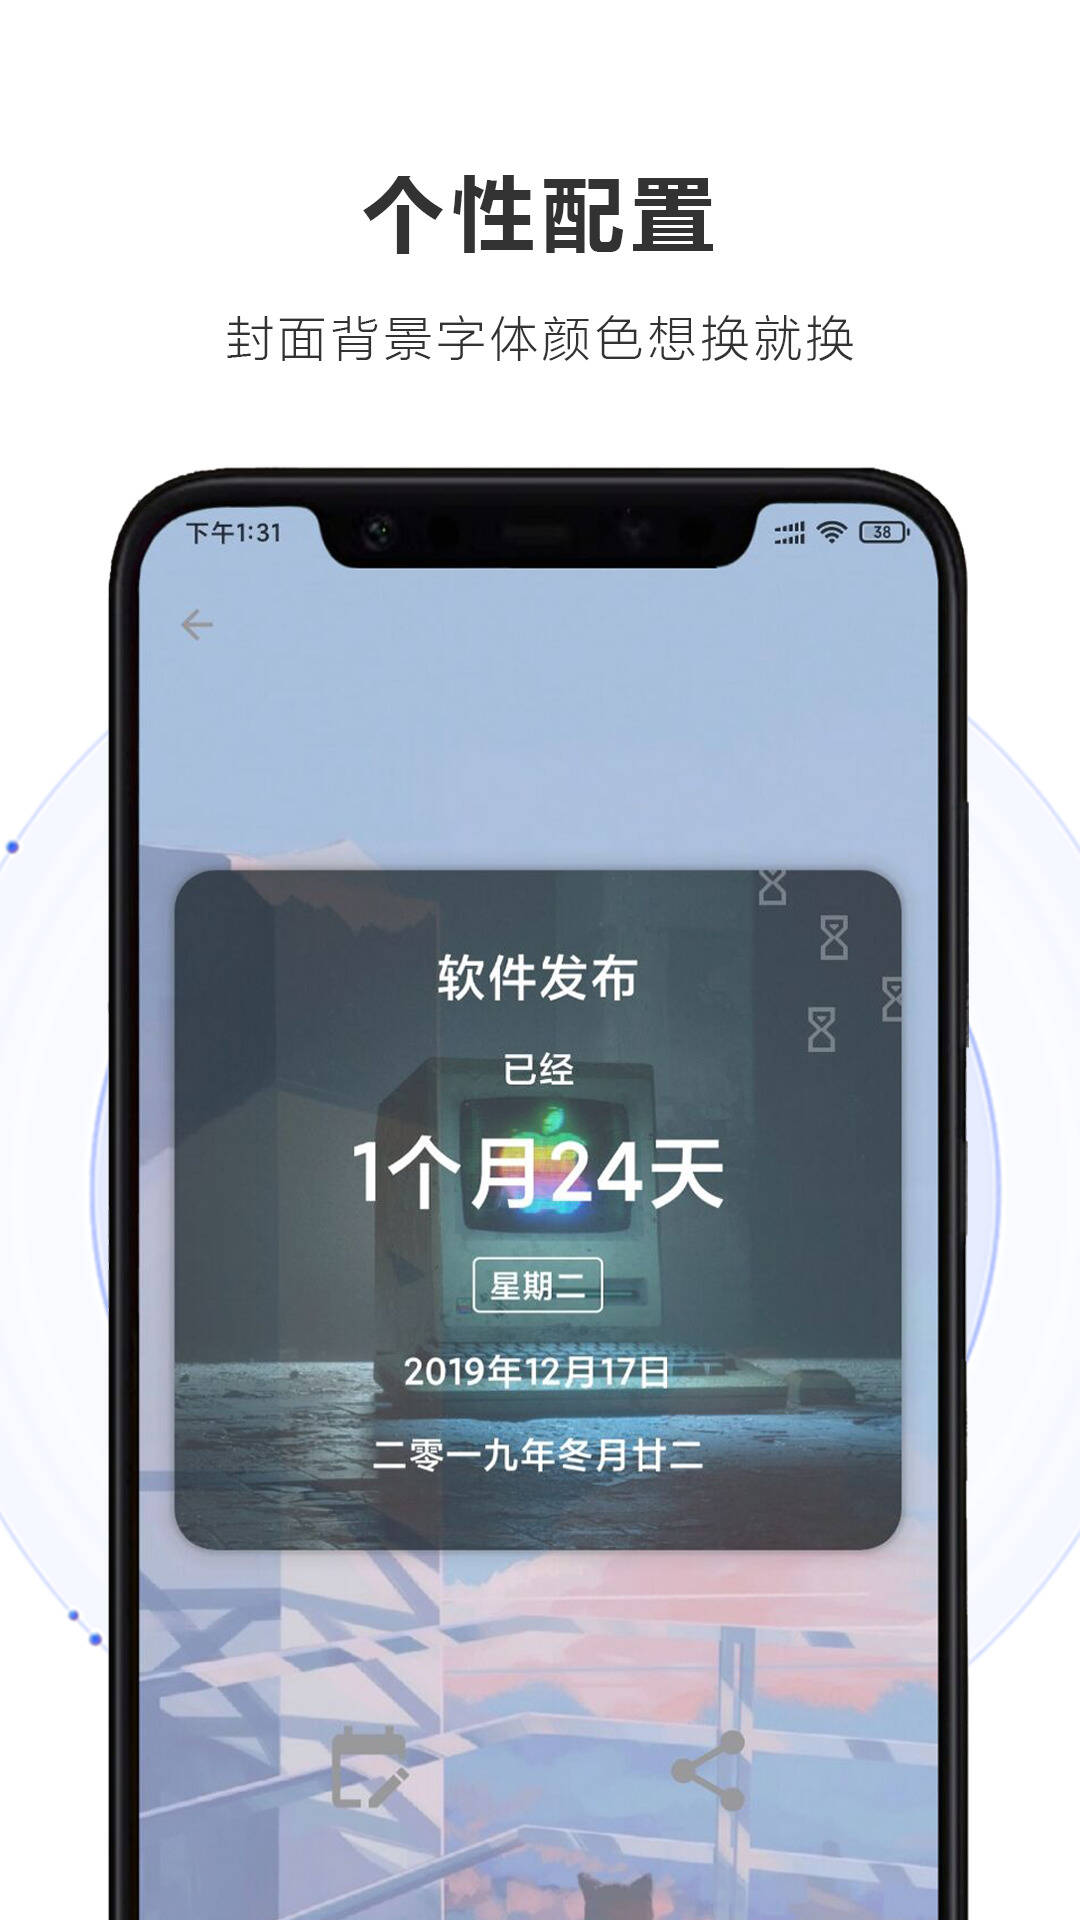 个性配置
封面背景字体颜色想换就换
下午1:31
38
软件发布
已经
1个月24天
星期二
2019年12月17日
二零一九年冬月廿二